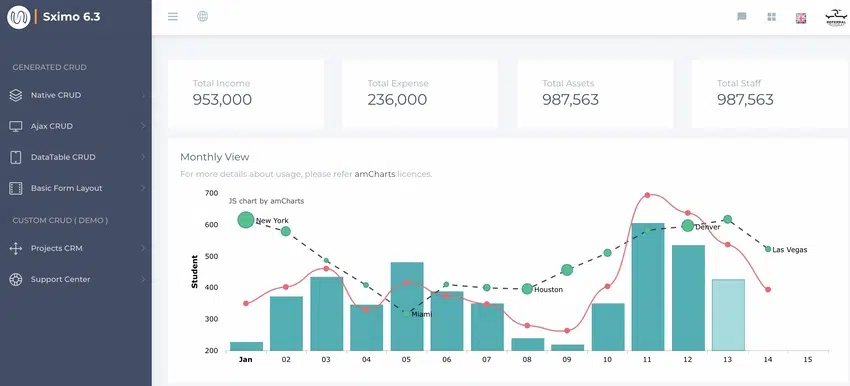 Sximo 6.3
GENERATED CRUD
Native CRUD
Ajax CRUD
DataTable CRUD
Basic Form Layout
CUSTOM CRUD ( DEMO )
Projects CRM
Support Center
REFERRAL
Total Income
953,000
Total Expense
236,000
Total Assets
987,563
Total Staff
987,563
Monthly View
For more details about usage, please refer amCharts licences.
JS chart by amCharts
700
600
500
400
300
200
Student
New York
Miami
Houston
Denver
Las Vegas
Jan 02 03 04 05 06 07 08 09 10 11 12 13 14 15